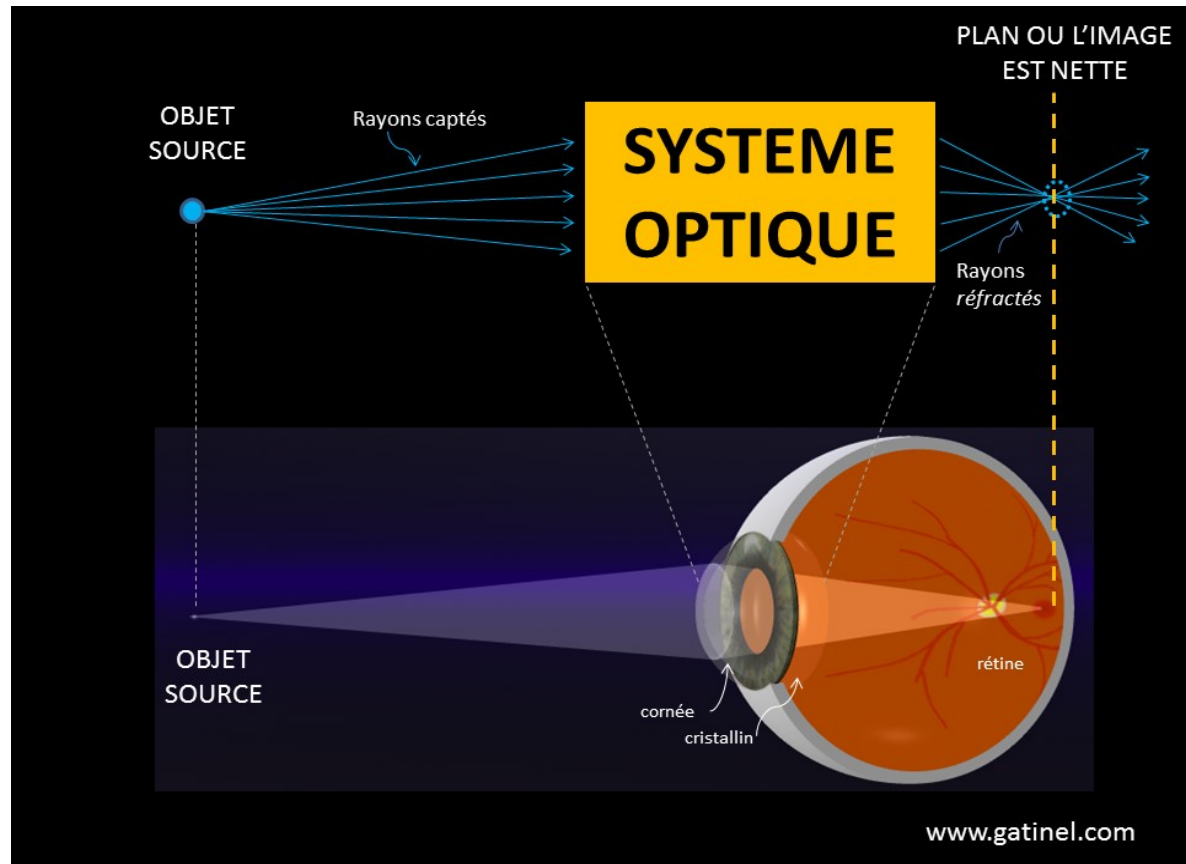 PLAN OU L'IMAGE
EST NETTE
OBJET
SOURCE
Rayons captés
SYSTEME
OPTIQUE
Rayons
réfractés
OBJET
SOURCE
cornée
cristallin
rétine
www.gatinel.com